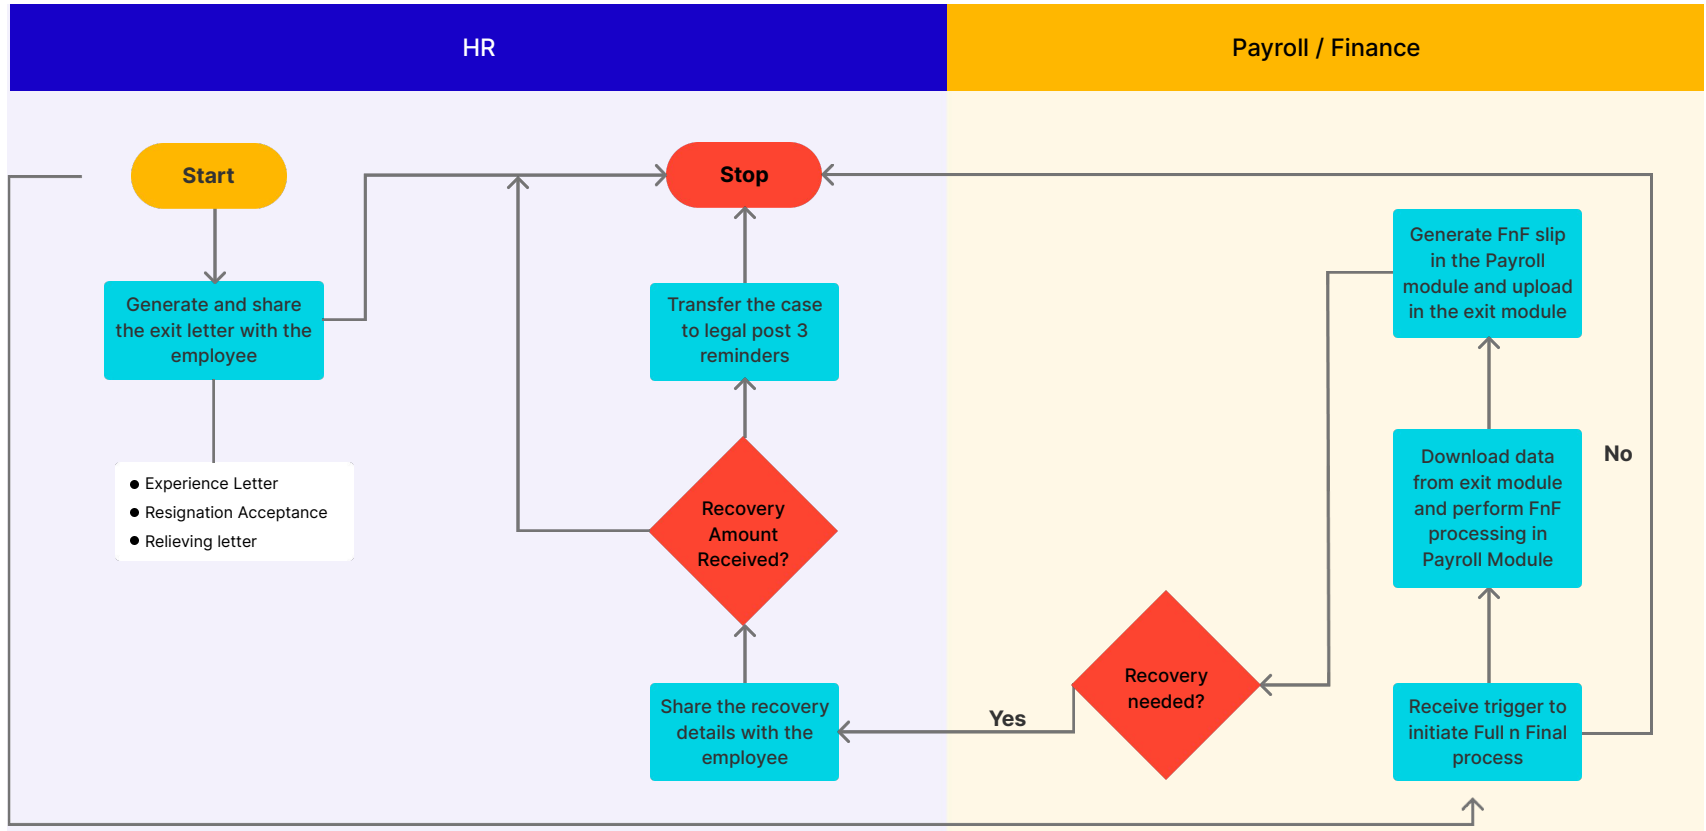 HR
Payroll / Finance
Start
Stop
Generate and share
the exit letter with the
employee
Experience Letter
Resignation Acceptance
Relieving letter
Transfer the case
to legal post 3
reminders
Recovery
Amount
Received?
Share the recovery
details with the
employee
Yes
Recovery
needed?
Generate FnF slip
in the Payroll
module and upload
in the exit module
Download data
from exit module
and perform FnF
processing in
Payroll Module
No
Receive trigger to
initiate Full n Final
process